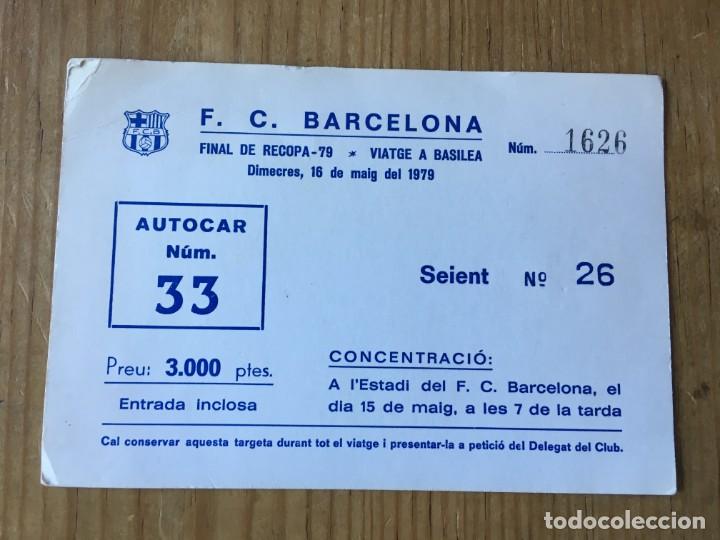 F. C. BARCELONA
F.C.B
FINAL DE RECOPA-79 * VIATGE A BASILEA
Núm. 1626
Dimecres, 16 de maig del 1979
AUTOCAR
Núm.
33
Seient Nº 26
Preu: 3.000 ptes.
Entrada inclosa
CONCENTRACIÓ:
A l'Estadi del F. C. Barcelona, el
dia 15 de maig, a les 7 de la tarda
Cal conservar aquesta targeta durant tot el viatge i presentar-la a petició del Delegat del Club.
todocoleccion.net